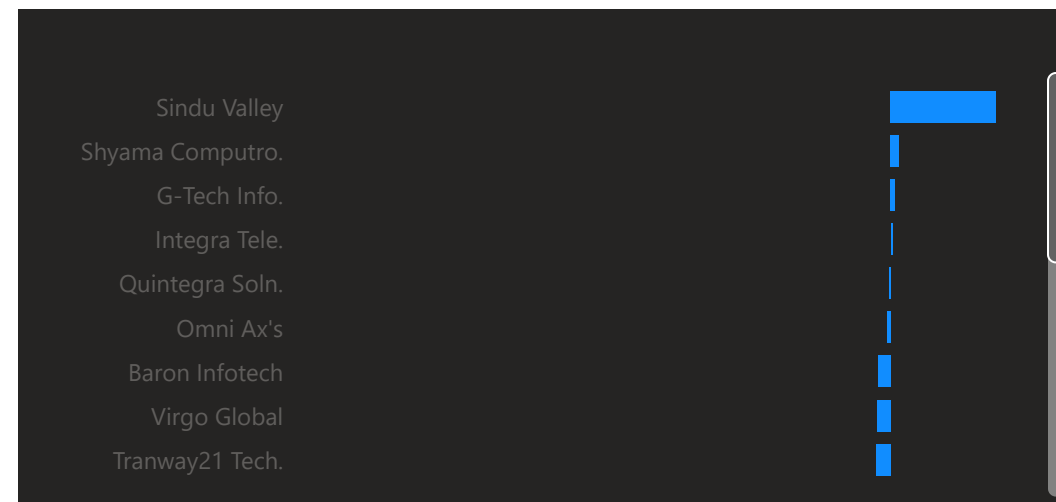 Sindu Valley
Shyama Computro.
G-Tech Info.
Integra Tele.
Quintegra Soln.
Omni Ax's
Baron Infotech
Virgo Global
Tranway21 Tech.